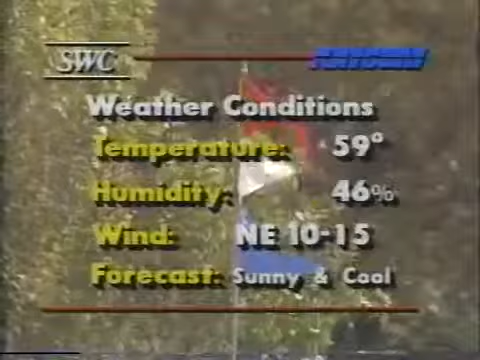 SWC
Weather Conditions
Temperature: 59°
Humidity: 46%
Wind: NE 10-15
Forecast: Sunny & Cool